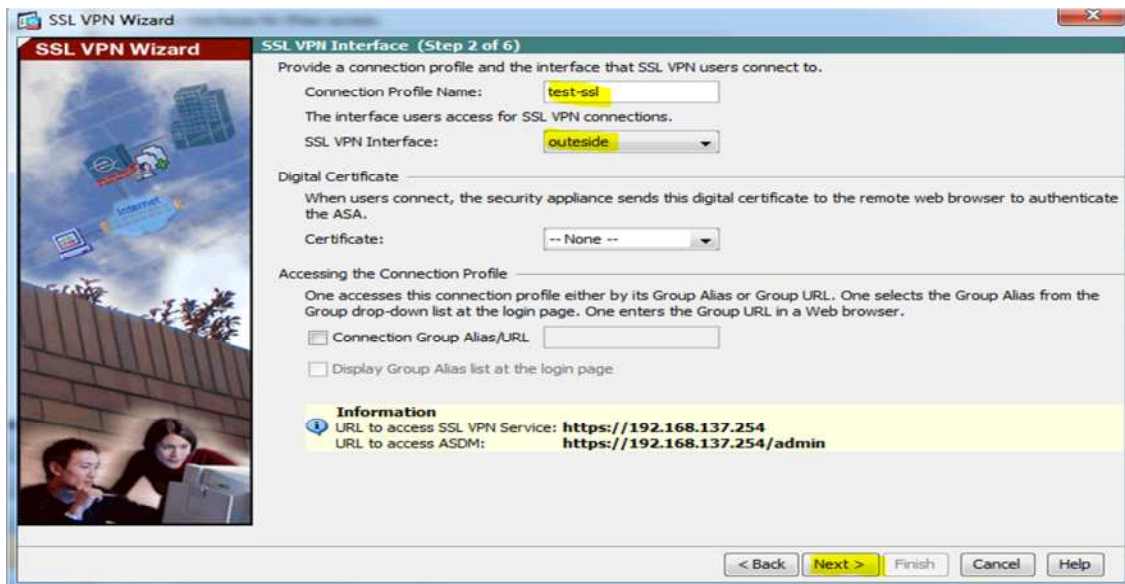 SSL VPN Wizard
SSL VPN Wizard
SSL VPN Interface (Step 2 of 6)
Provide a connection profile and the interface that SSL VPN users connect to.
Connection Profile Name: test-ssl
The interface users access for SSL VPN connections.
SSL VPN Interface: outeside
Digital Certificate
When users connect, the security appliance sends this digital certificate to the remote web browser to authenticate
the ASA.
Certificate: -- None --
Accessing the Connection Profile
One accesses this connection profile either by its Group Alias or Group URL. One selects the Group Alias from the
Group drop-down list at the login page. One enters the Group URL in a Web browser.
Connection Group Alias/URL
Display Group Alias list at the login page
Information
URL to access SSL VPN Service: https://192.168.137.254
URL to access ASDM: https://192.168.137.254/admin
Internet
< Back Next > Finish Cancel Help